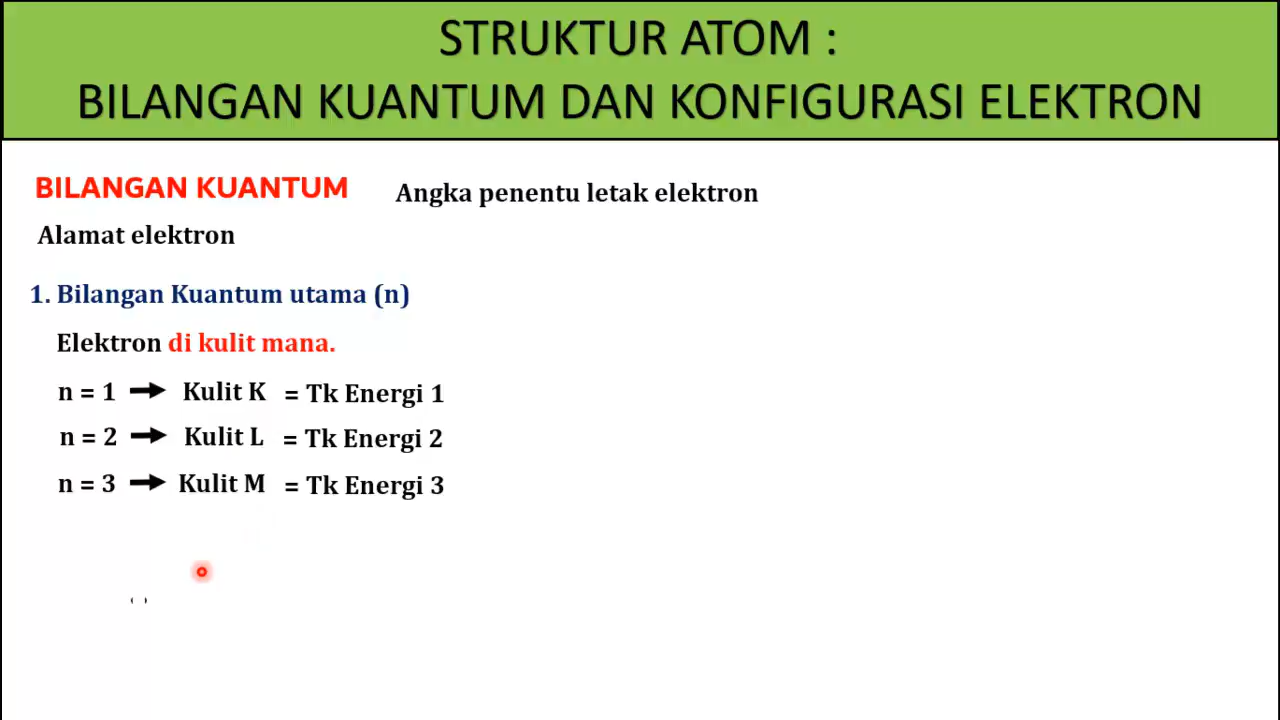 STRUKTUR ATOM :
BILANGAN KUANTUM DAN KONFIGURASI ELEKTRON
BILANGAN KUANTUM Angka penentu letak elektron
Alamat elektron
1. Bilangan Kuantum utama (n)
Elektron di kulit mana.
n = 1 → Kulit K = Tk Energi 1
n = 2 → Kulit L = Tk Energi 2
n = 3 → Kulit M = Tk Energi 3